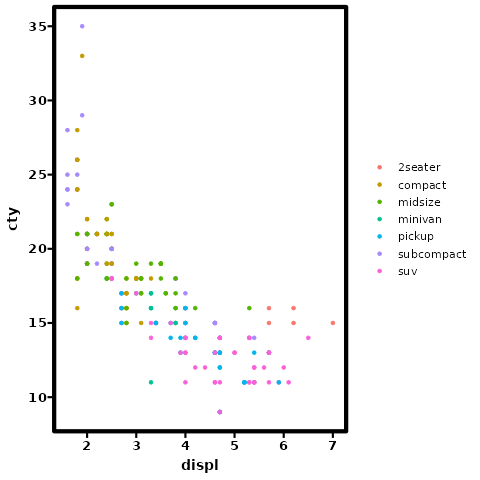 35
30
25
20
15
10
cty
2 3 4 5 6 7
displ
2seater
compact
midsize
minivan
pickup
subcompact
suv